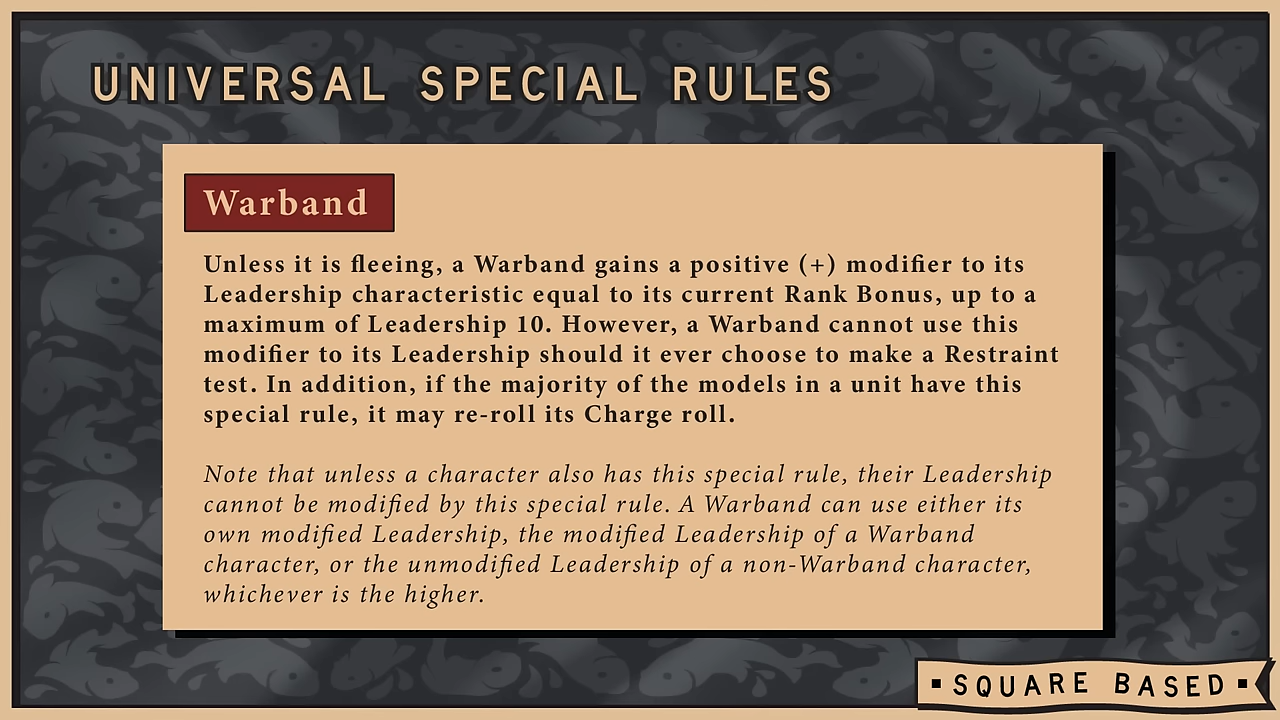 UNIVERSAL SPECIAL RULES
Warband
Unless it is fleeing, a Warband gains a positive (+) modifier to its
Leadership characteristic equal to its current Rank Bonus, up to a
maximum of Leadership 10. However, a Warband cannot use this
modifier to its Leadership should it ever choose to make a Restraint
test. In addition, if the majority of the models in a unit have this
special rule, it may re-roll its Charge roll.
Note that unless a character also has this special rule, their Leadership
cannot be modified by this special rule. A Warband can use either its
own modified Leadership, the modified Leadership of a Warband
character, or the unmodified Leadership of a non-Warband character,
whichever is the higher.
▪ SQUARE BASED ▪